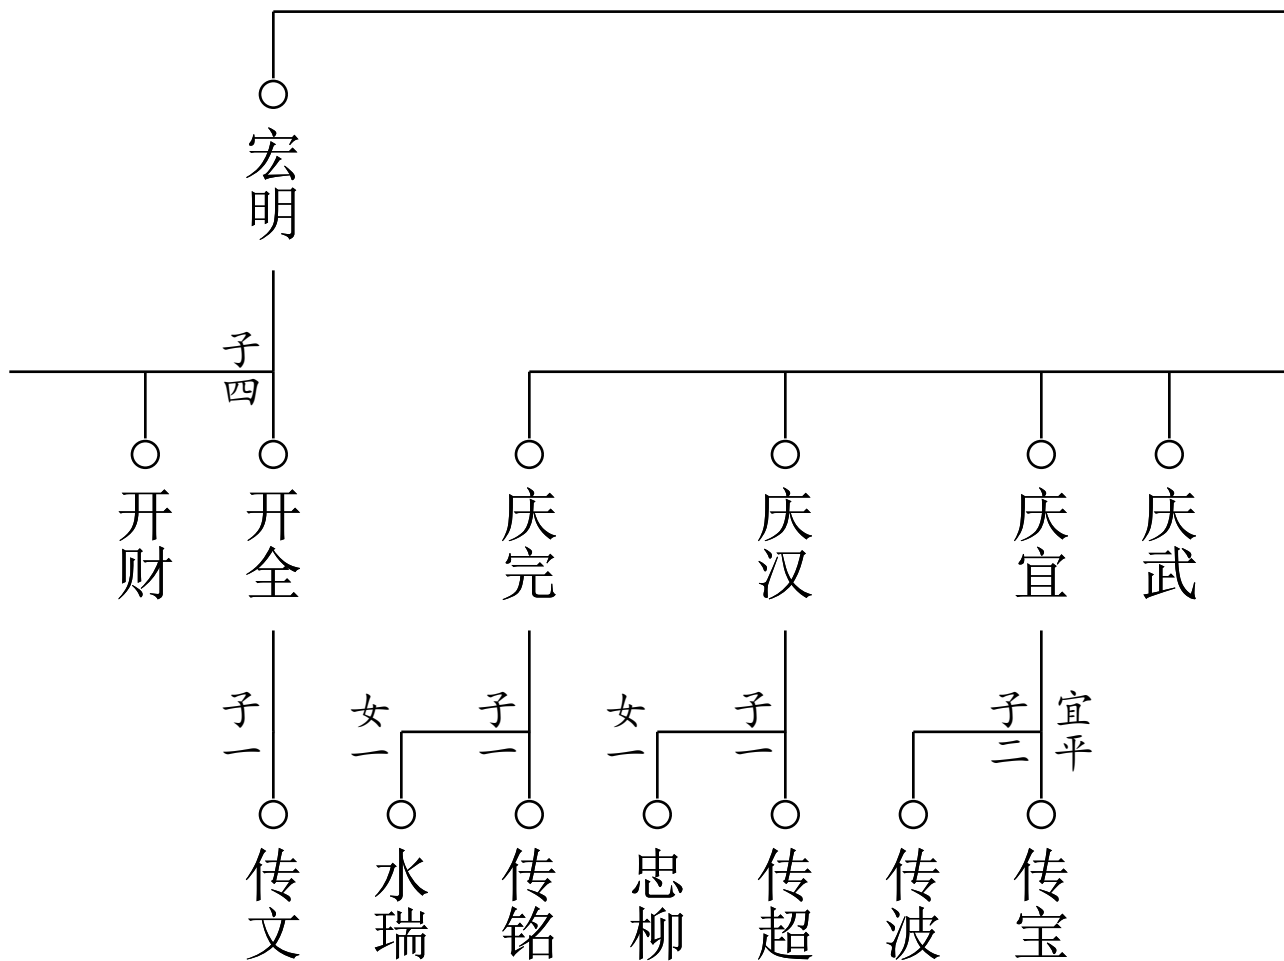 宏明
子四
开财
开全
庆完
庆汉
庆宜
庆武
子一
女一
子一
女一
子一
子二
宜平
传文
水瑞
传铭
忠柳
传超
传波
传宝